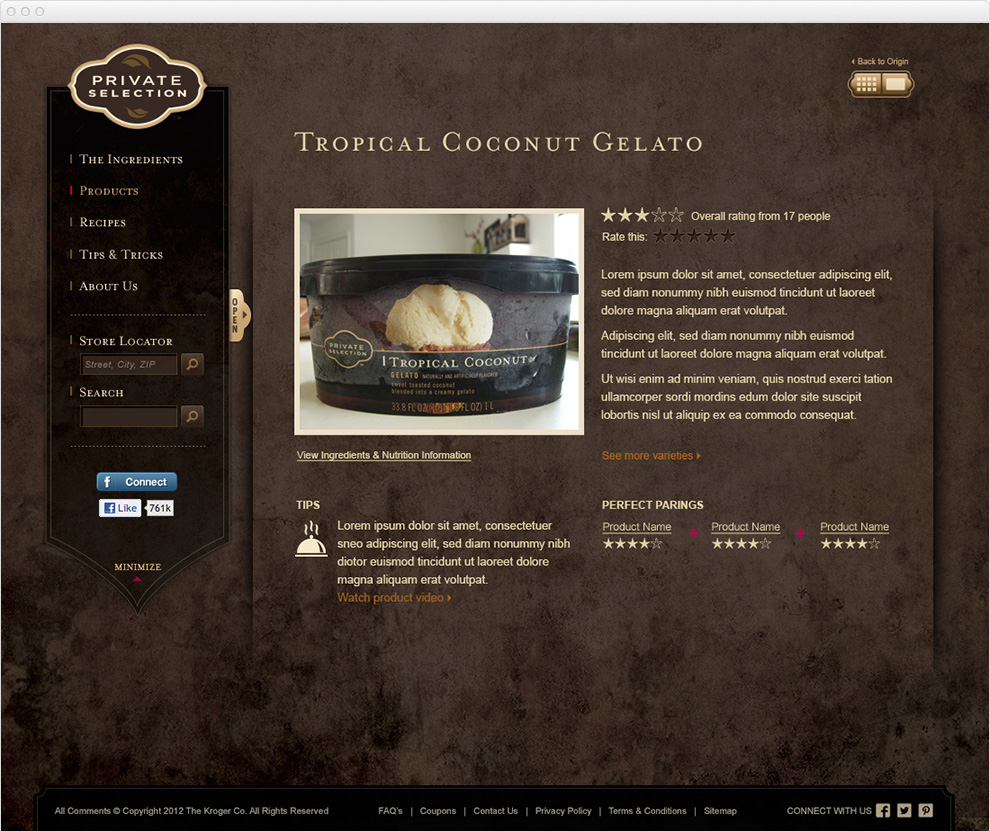 PRIVATE
SELECTION
The Ingredients
Products
Recipes
Tips & Tricks
About Us
Store Locator
Street, City, ZIP
Search
Connect
Like
761k
MINIMIZE
OPEN
Back to Origin
Tropical Coconut Gelato
PRIVATE
SELECTION
Tropical Coconut
GELATO NATURALLY AND ARTIFICIALLY FLAVORED
sweet toasted coconut
blended into a creamy gelato
33.8 FL OZ
FL OZ) 1 L
View Ingredients & Nutrition Information
Overall rating from 17 people
Rate this:
Lorem ipsum dolor sit amet, consectetuer adipiscing elit,
sed diam nonummy nibh euismod tincidunt ut laoreet
dolore magna aliquam erat volutpat.
Adipiscing elit, sed diam nonummy nibh euismod
tincidunt ut laoreet dolore magna aliquam erat volutpat.
Ut wisi enim ad minim veniam, quis nostrud exerci tation
ullamcorper sordi mordins edum dolor site suscipit
lobortis nisl ut aliquip ex ea commodo consequat.
See more varieties
TIPS
Lorem ipsum dolor sit amet, consectetuer
sneo adipiscing elit, sed diam nonummy nibh
diotor euismod tincidunt ut laoreet dolore
magna aliquam erat volutpat.
Watch product video
PERFECT PARINGS
Product Name + Product Name + Product Name
All Comments © Copyright 2012 The Kroger Co. All Rights Reserved
FAQ's | Coupons | Contact Us | Privacy Policy | Terms & Conditions | Sitemap
CONNECT WITH US